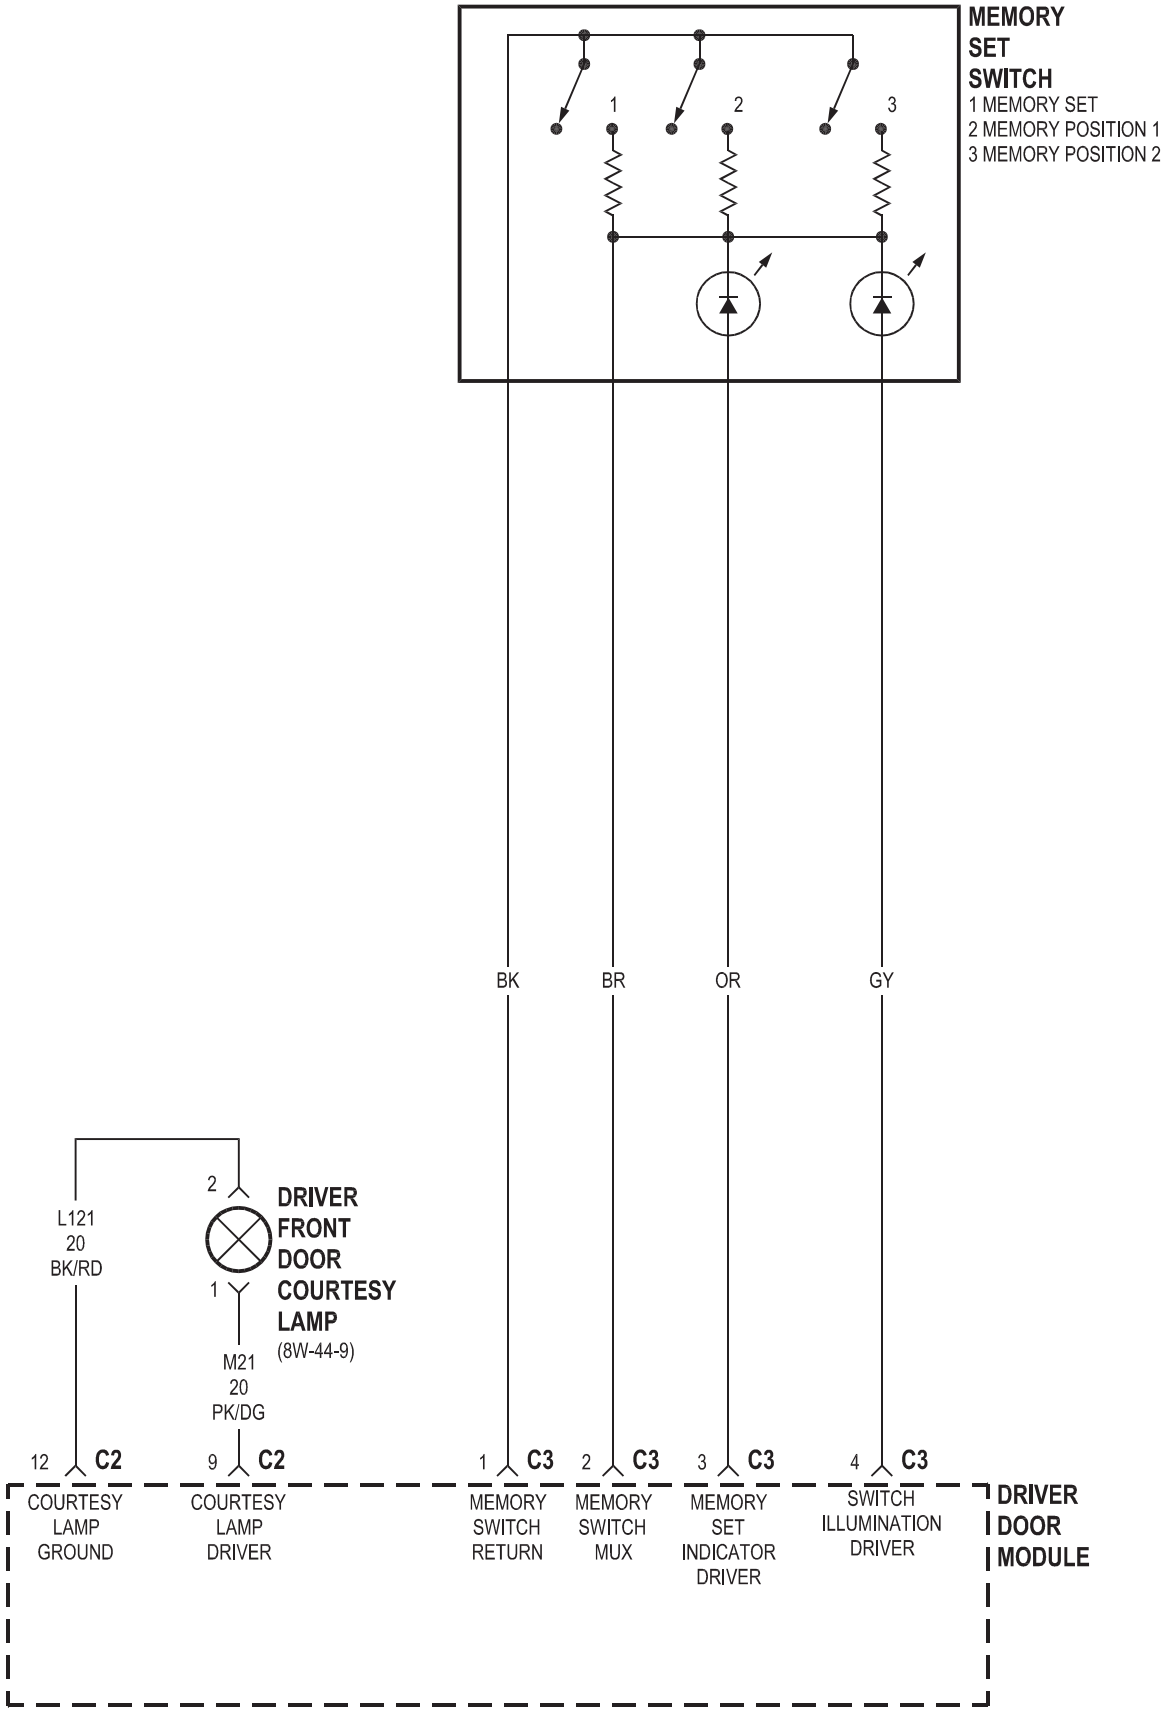 MEMORY
SET
SWITCH
1 MEMORY SET
2 MEMORY POSITION 1
3 MEMORY POSITION 2
1
2
3
BK
BR
OR
GY
2
DRIVER
FRONT
DOOR
COURTESY
LAMP
(8W-44-9)
1
L121
20
BK/RD
M21
20
PK/DG
12 C2
9 C2
1 C3
2 C3
3 C3
4 C3
COURTESY
LAMP
GROUND
COURTESY
LAMP
DRIVER
MEMORY
SWITCH
RETURN
MEMORY
SWITCH
MUX
MEMORY
SET
INDICATOR
DRIVER
SWITCH
ILLUMINATION
DRIVER
DRIVER
DOOR
MODULE